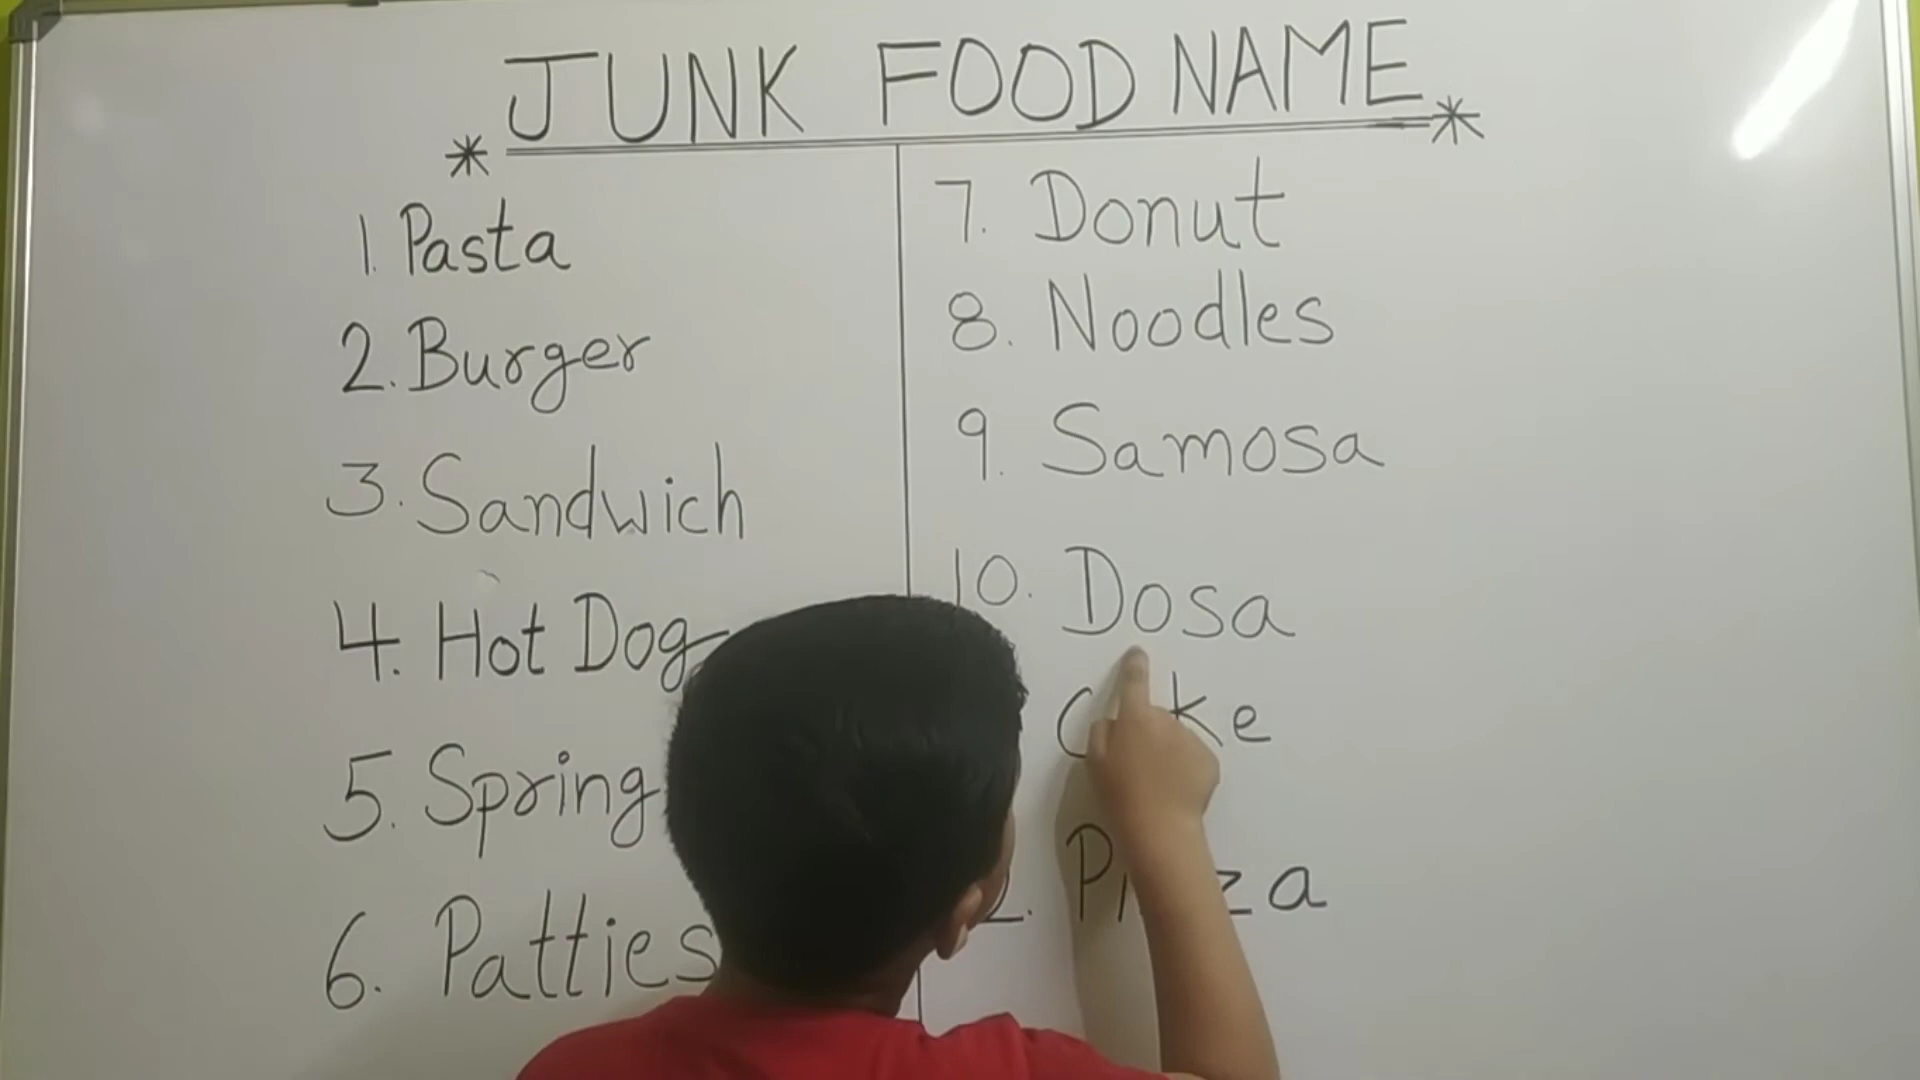 JUNK FOOD NAME
1. Pasta
2. Burger
3. Sandwich
4. Hot Dog
5. Spring
6. Patties
7. Donut
8. Noodles
9. Samosa
10. Dosa